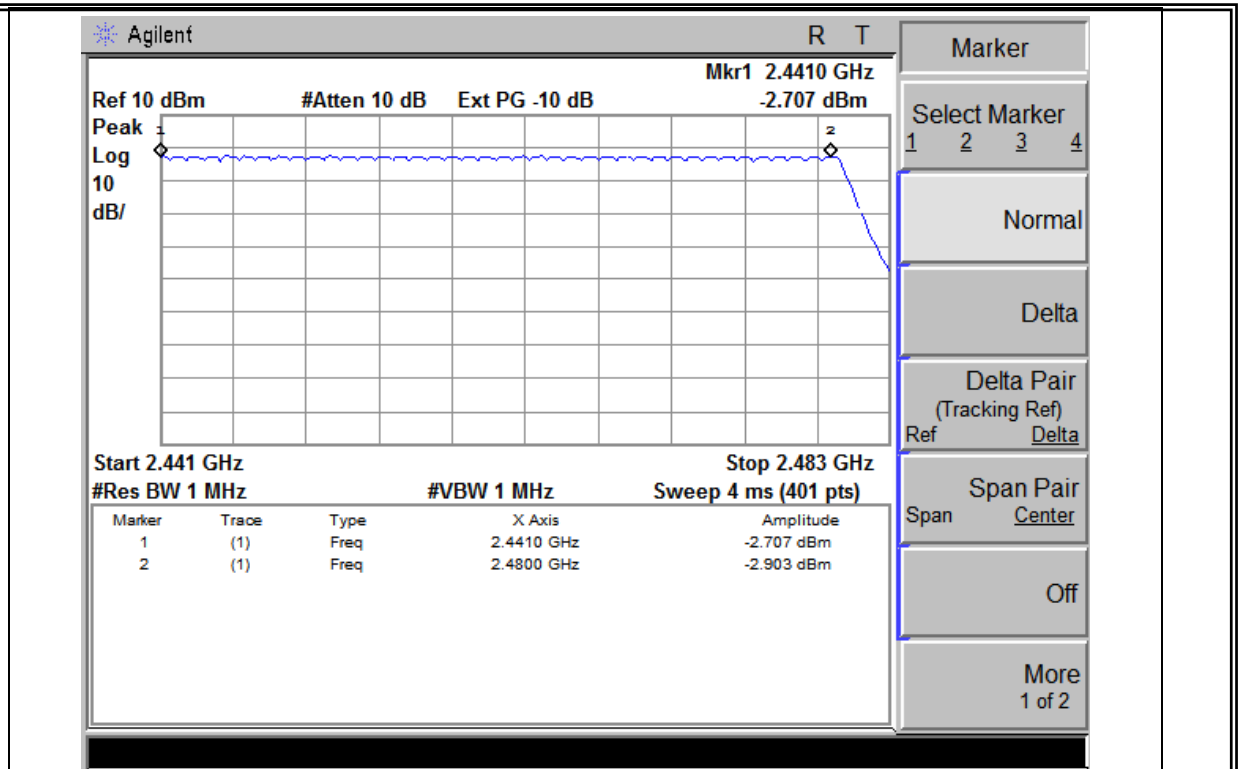 Agilent R T
Mkr1 2.4410 GHz
Ref 10 dBm #Atten 10 dB Ext PG -10 dB -2.707 dBm
Peak
Log
10
dB/
1
2
Start 2.441 GHz Stop 2.483 GHz
#Res BW 1 MHz #VBW 1 MHz Sweep 4 ms (401 pts)
Marker Trace Type X Axis Amplitude
1 (1) Freq 2.4410 GHz -2.707 dBm
2 (1) Freq 2.4800 GHz -2.903 dBm
Marker
Select Marker
1 2 3 4
Normal
Delta
Delta Pair
(Tracking Ref)
Ref Delta
Span Pair
Span Center
Off
More
1 of 2